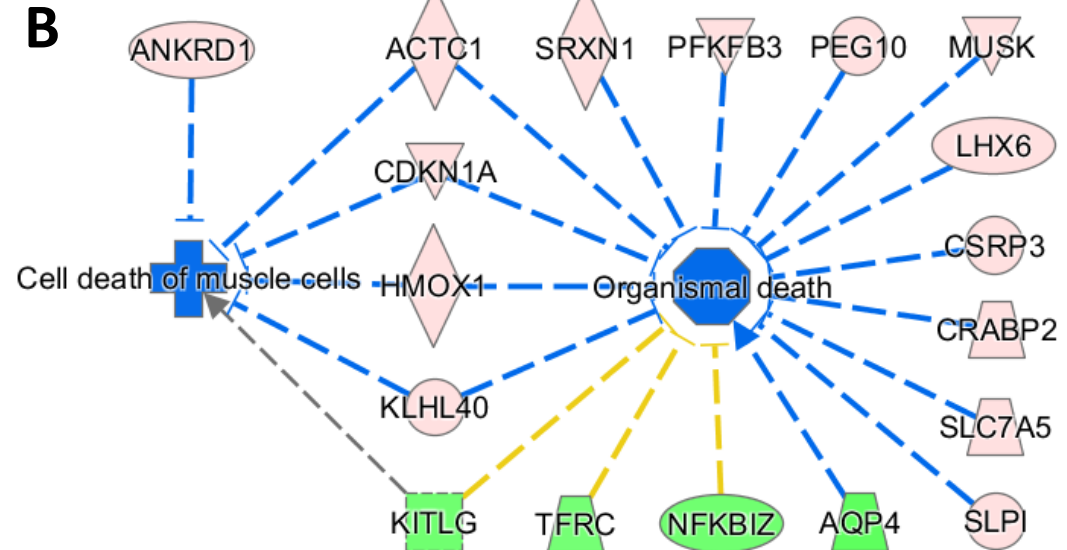 B
ANKRD1
ACTC1
SRXN1
PFKFB3
PEG10
MUSK
CDKN1A
LHX6
Cell death of muscle cells
HMOX1
Organismal death
CSRP3
CRABP2
KLHL40
SLC7A5
KITLG
TFRC
NFKBIZ
AQP4
SLPI